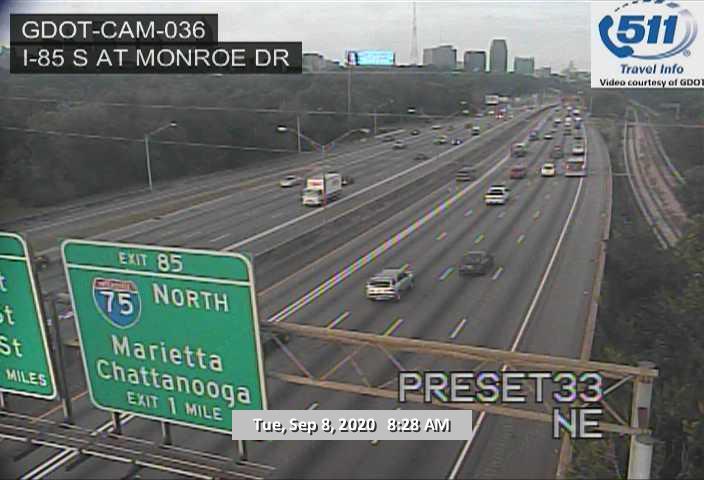 GDOT-CAM-036
I-85 S AT MONROE DR
511
Travel Info
Video courtesy of GDOT
EXIT 85
INTERSTATE
75 NORTH
Marietta
Chattanooga
EXIT 1 MILE
St
MILES
PRESET33
NE
Tue, Sep 8, 2020 8:28 AM